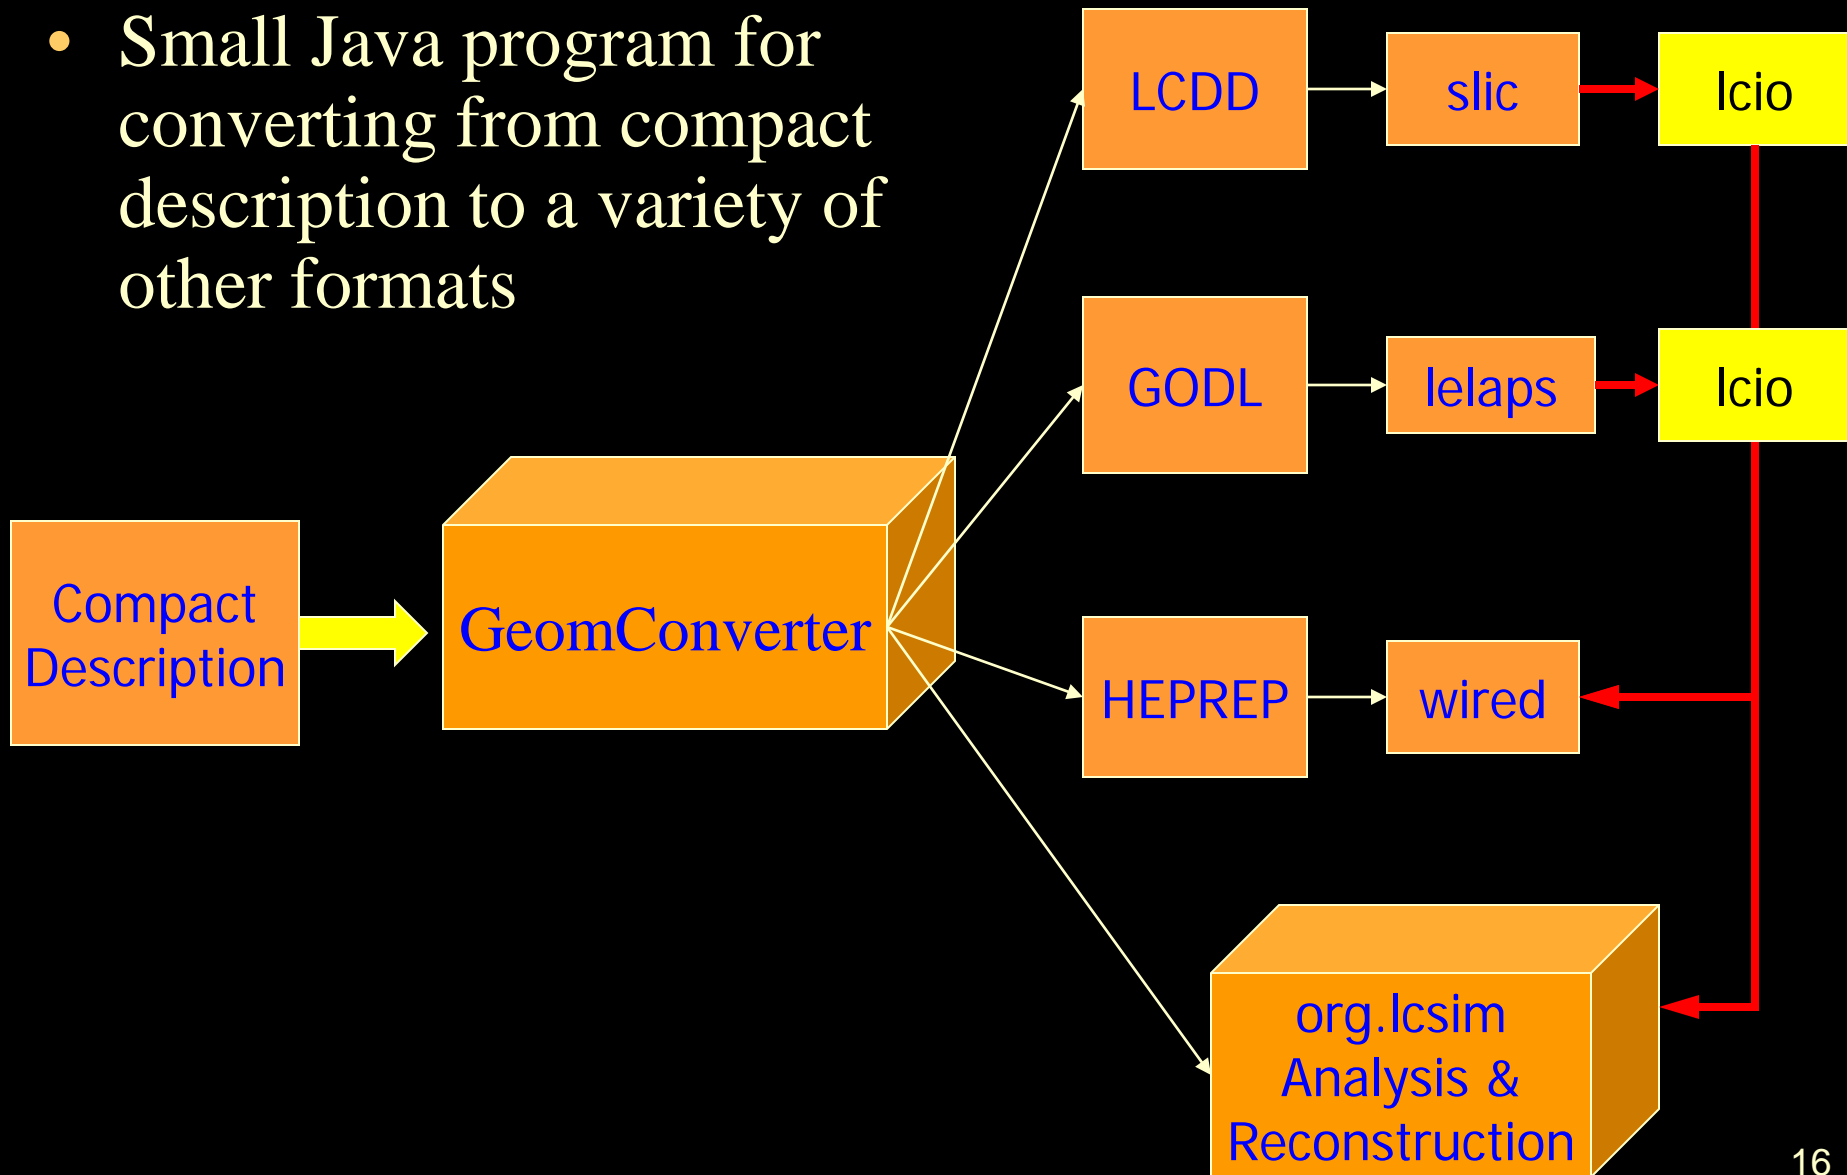 • Small Java program for
converting from compact
description to a variety of
other formats
LCDD
slic
lcio
GODL
lelaps
lcio
Compact
Description
GeomConverter
HEPREP
wired
org.lcsim
Analysis &
Reconstruction
16